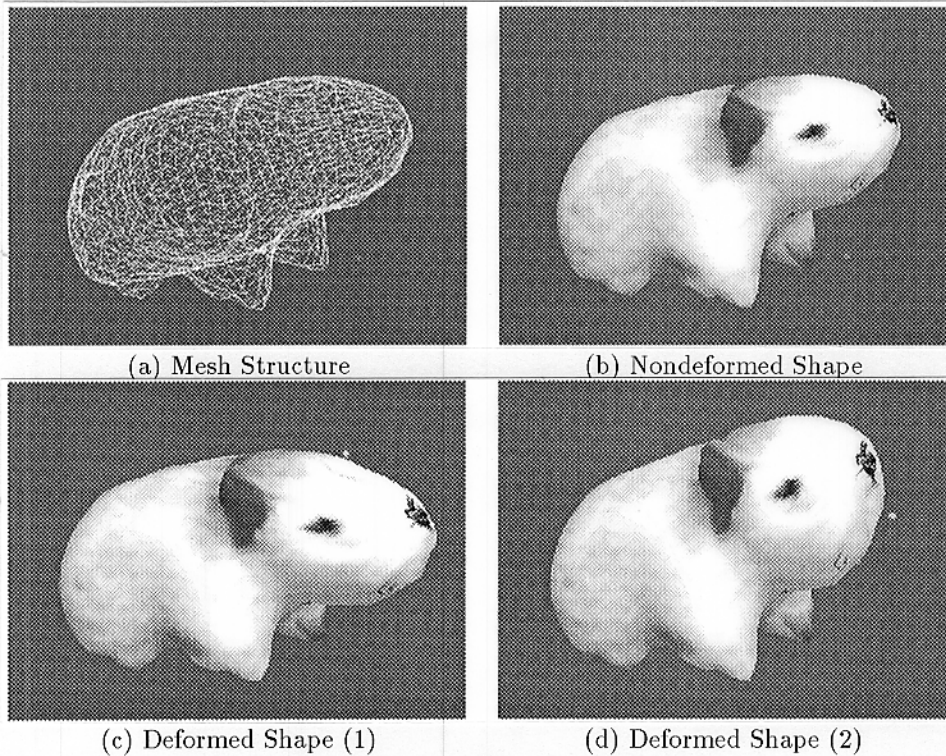 (a) Mesh Structure
(b) Nondeformed Shape
(c) Deformed Shape (1)
(d) Deformed Shape (2)